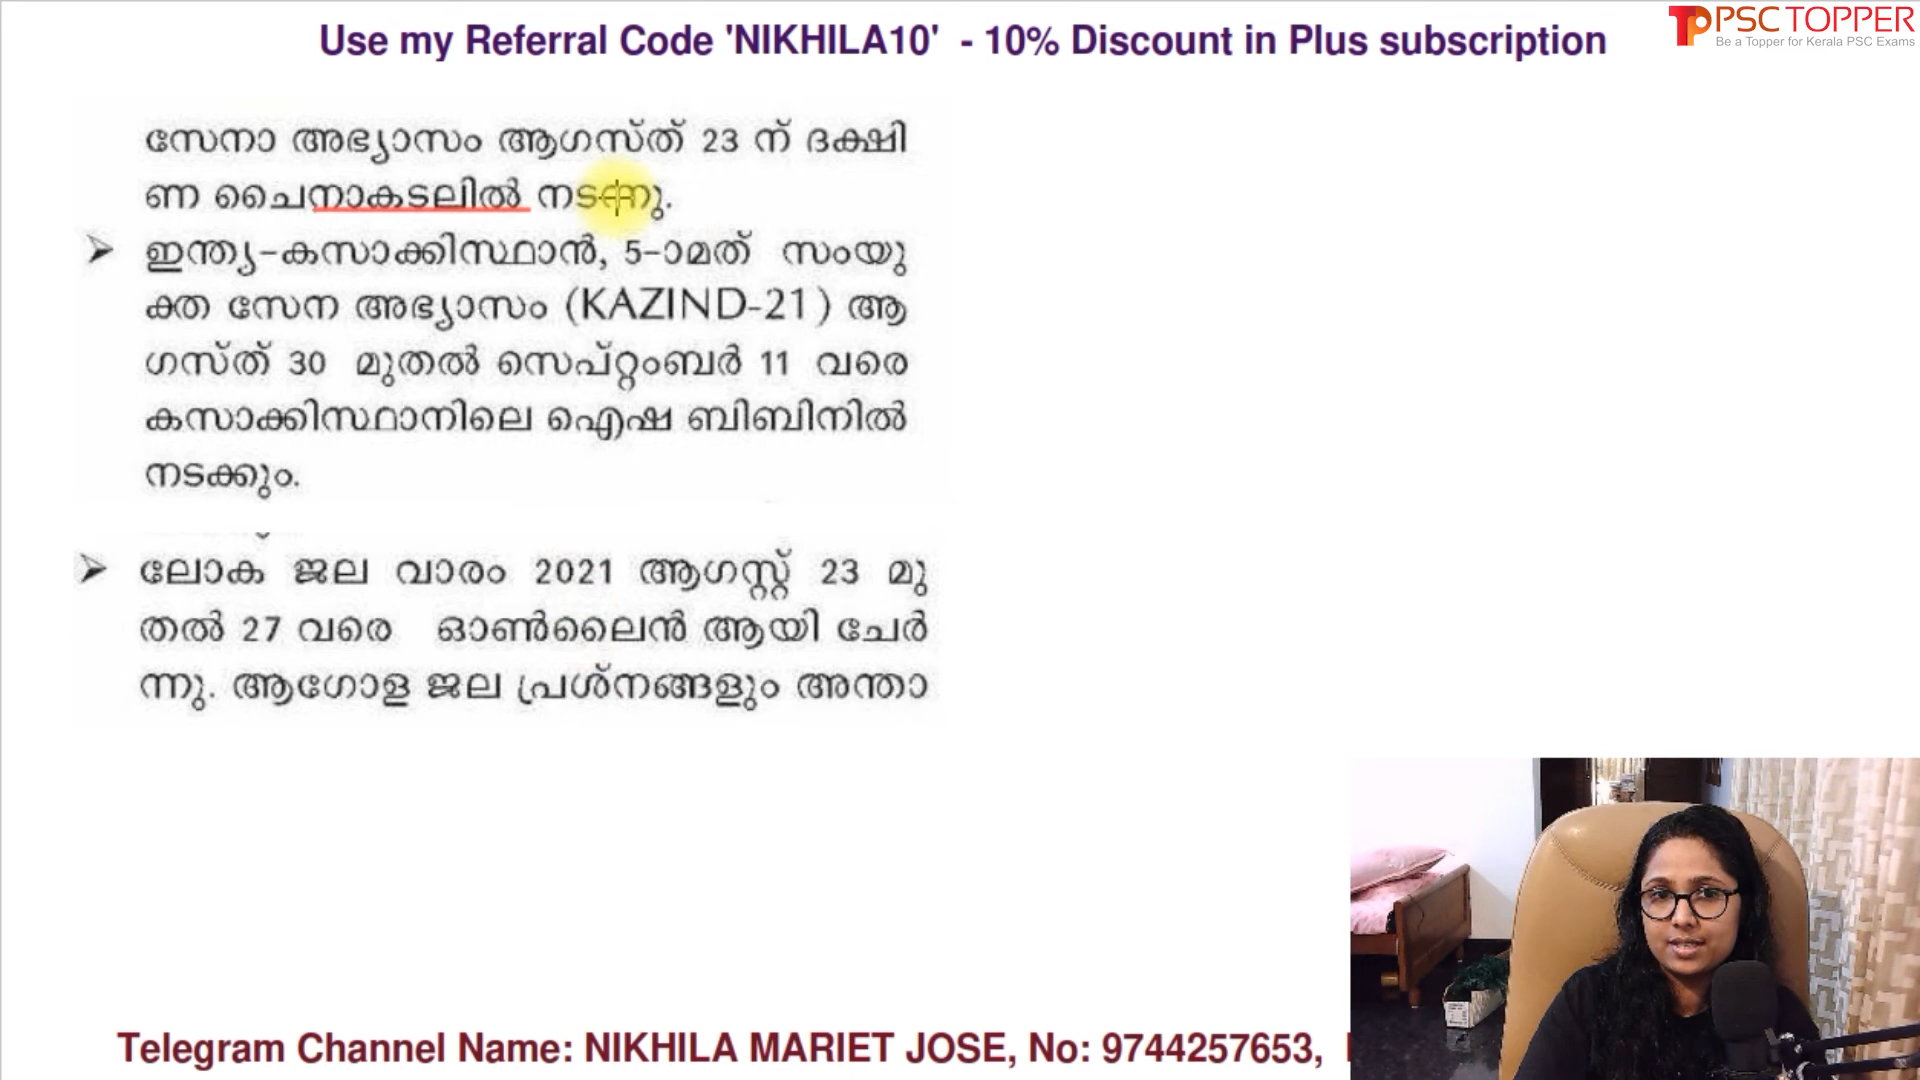 Use my Referral Code 'NIKHILA10'  - 10% Discount in Plus subscription
PSC TOPPER
Be a Topper for Kerala PSC Exams
സേനാ അഭ്യാസം ആഗസ്ത് 23 ന് ദക്ഷി
ണ ചൈനാകടലിൽ നടന്നു.
➢ ഇന്ത്യ-കസാക്കിസ്ഥാൻ, 5-ാമത് സംയു
ക്ത സേന അഭ്യാസം (KAZIND-21) ആ
ഗസ്ത് 30 മുതൽ സെപ്റ്റംബർ 11 വരെ
കസാക്കിസ്ഥാനിലെ ഐഷ ബിബിനിൽ
നടക്കും.
➢ ലോക ജല വാരം 2021 ആഗസ്റ്റ് 23 മു
തൽ 27 വരെ ഓൺലൈൻ ആയി ചേർ
ന്നു. ആഗോള ജല പ്രശ്നങ്ങളും അന്താ
Telegram Channel Name: NIKHILA MARIET JOSE, No: 9744257653,